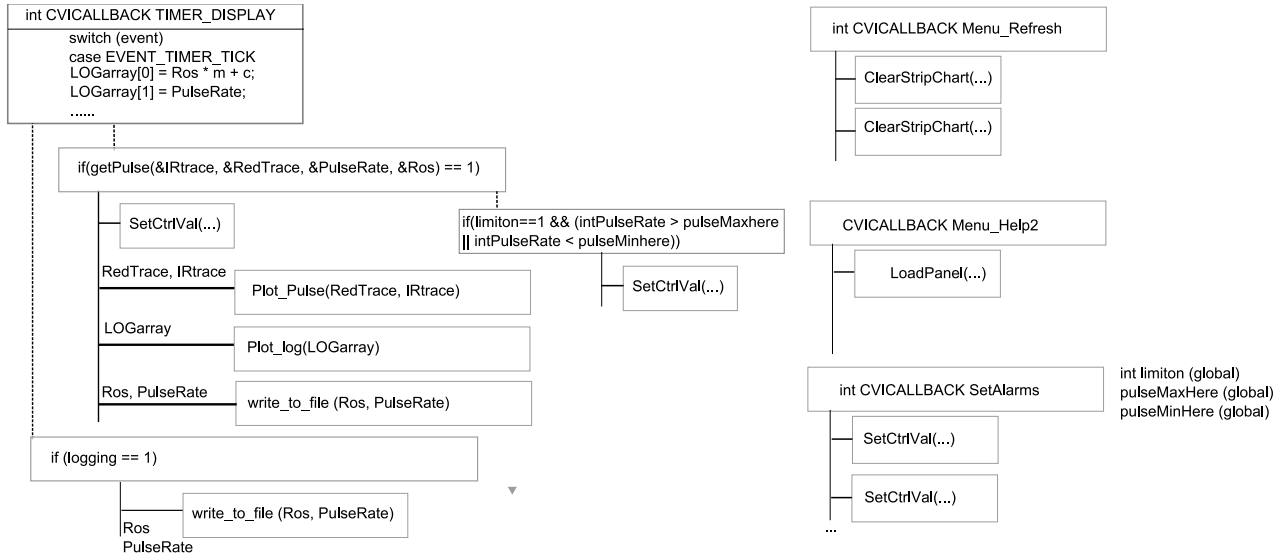 int CVICALLBACK TIMER_DISPLAY
switch (event)
case EVENT_TIMER_TICK
LOGarray[0] = Ros * m + c;
LOGarray[1] = PulseRate;
......
if(getPulse(&IRtrace, &RedTrace, &PulseRate, &Ros) == 1)
SetCtrlVal(...)
RedTrace, IRtrace
Plot_Pulse(RedTrace, IRtrace)
LOGarray
Plot_log(LOGarray)
Ros, PulseRate
write_to_file (Ros, PulseRate)
if (logging == 1)
write_to_file (Ros, PulseRate)
Ros
PulseRate
if(limiton==1 && (intPulseRate > pulseMaxhere
|| intPulseRate < pulseMinhere))
SetCtrlVal(...)
int CVICALLBACK Menu_Refresh
ClearStripChart(...)
ClearStripChart(...)
CVICALLBACK Menu_Help2
LoadPanel(...)
int CVICALLBACK SetAlarms
SetCtrlVal(...)
SetCtrlVal(...)
...
int limiton (global)
pulseMaxHere (global)
pulseMinHere (global)